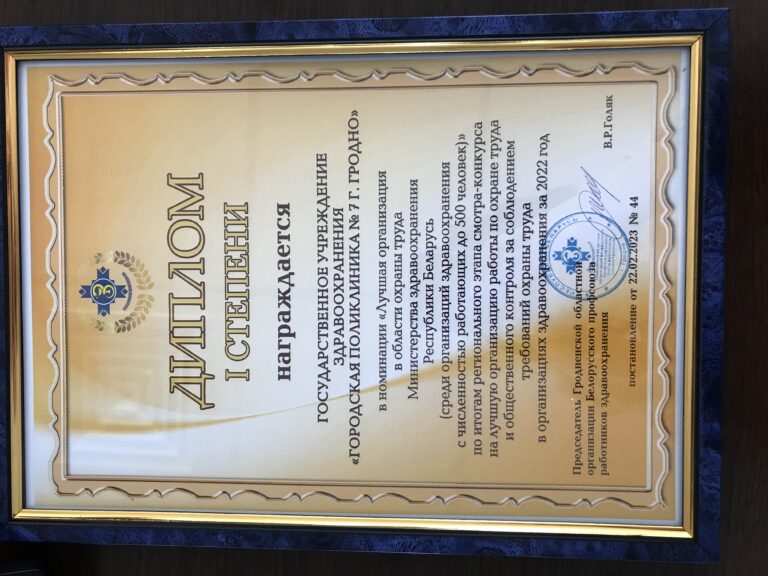 ДИПЛОМ
I СТЕПЕНИ
награждается
ГОСУДАРСТВЕННОЕ УЧРЕЖДЕНИЕ
ЗДРАВООХРАНЕНИЯ
«ГОРОДСКАЯ ПОЛИКЛИНИКА № 7 Г. ГРОДНО»
в номинации «Лучшая организация
в области охраны труда
Министерства здравоохранения
Республики Беларусь
(среди организаций здравоохранения
с численностью работающих до 500 человек)»
по итогам регионального этапа смотра-конкурса
на лучшую организацию работы по охране труда
и общественного контроля за соблюдением
требований охраны труда
в организациях здравоохранения за 2022 год
Председатель Гродненской областной
организации Белорусского профсоюза
работников здравоохранения
В.Р.Голяк
постановление от 22.02.2023 № 44